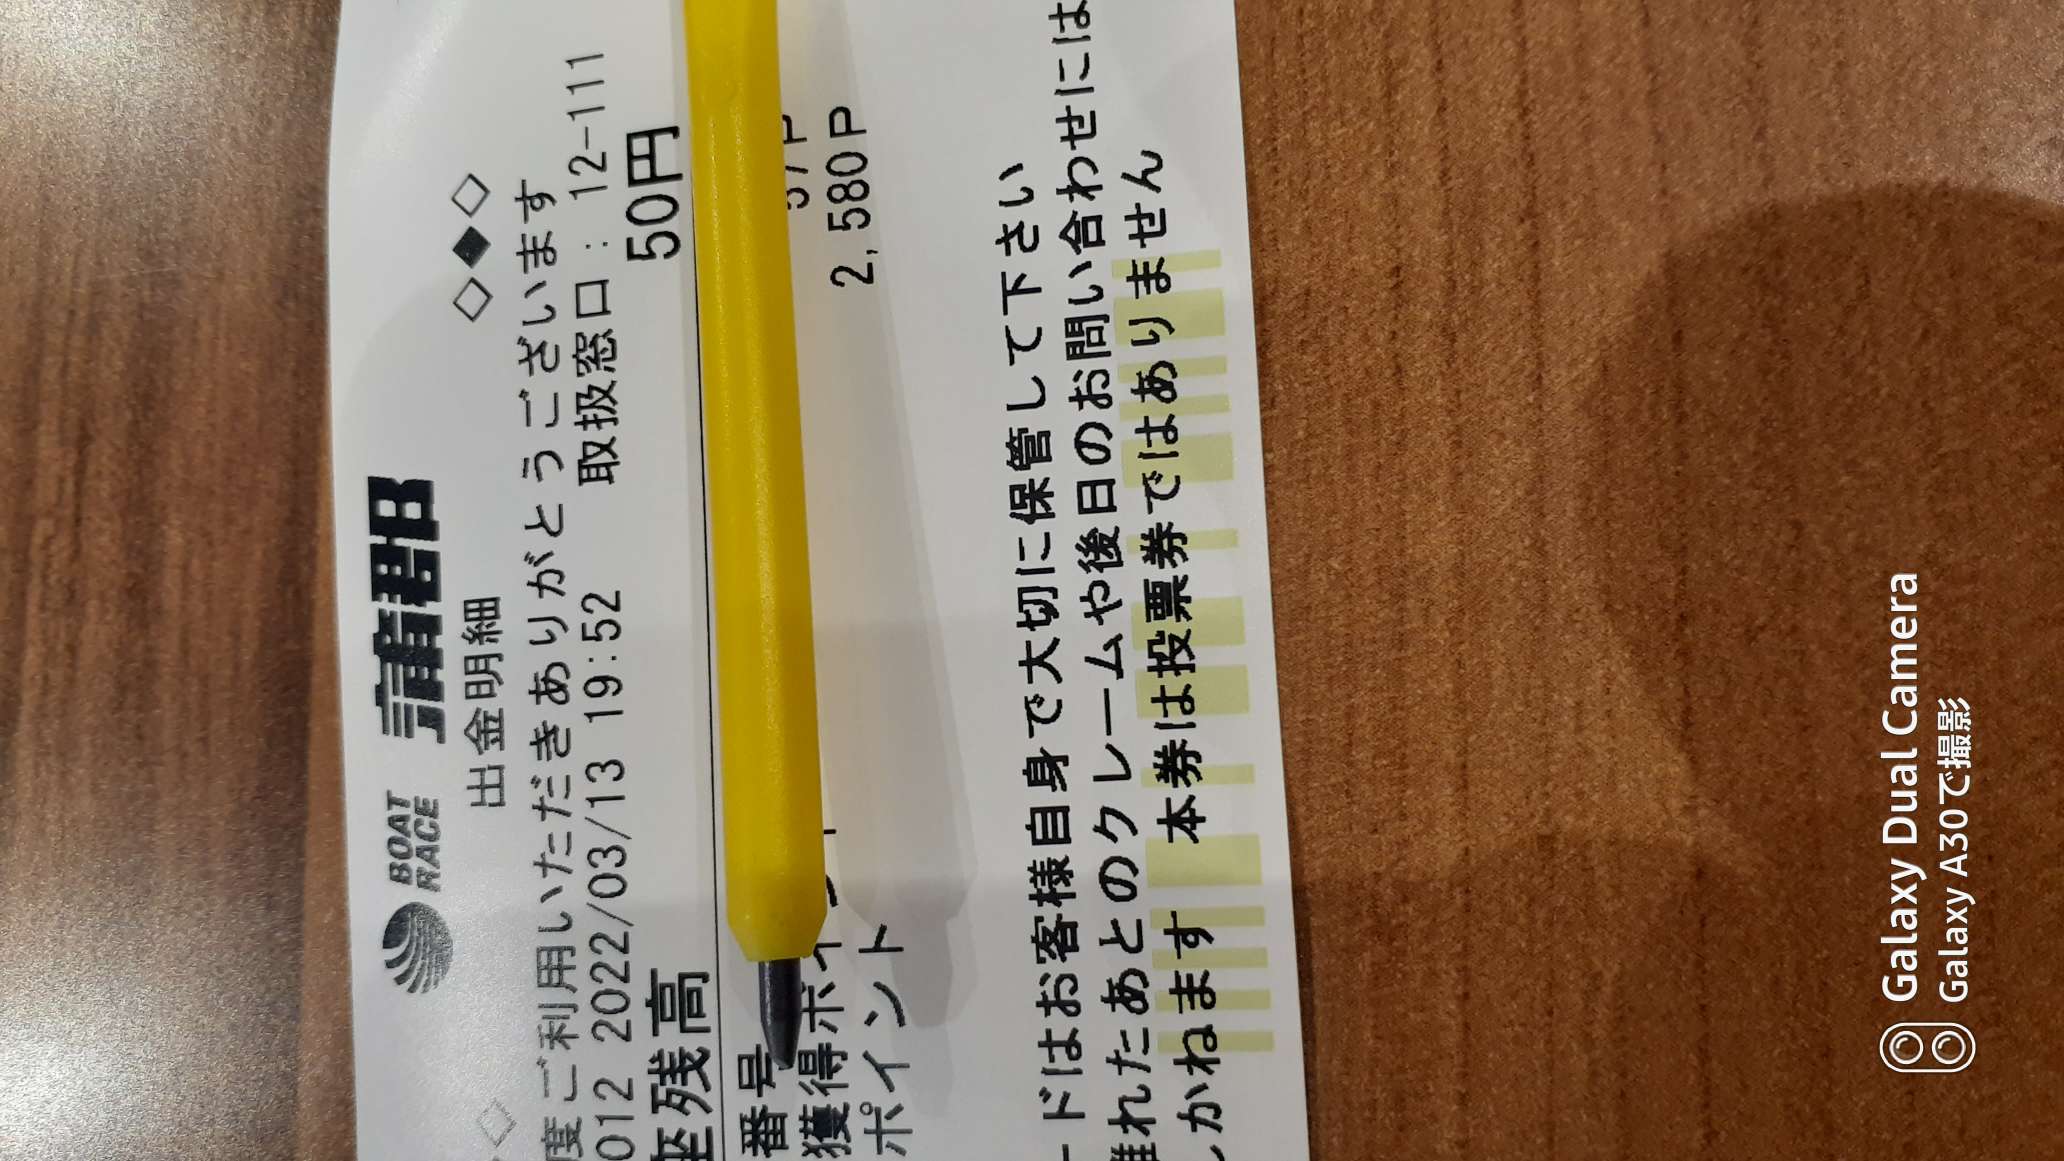 BOAT RACE 蒲郡
出金明細
度ご利用いただきありがとうございます
012 2022/03/13 19:52 取扱窓口: 12-111
座残高 50円
番号
獲得ポイント 57P
ポイント 2,580P
ードはお客様自身で大切に保管して下さい
離れたあとのクレームや後日のお問い合わせには
しかねます 本券は投票券ではありません
Galaxy Dual Camera
Galaxy A30で撮影